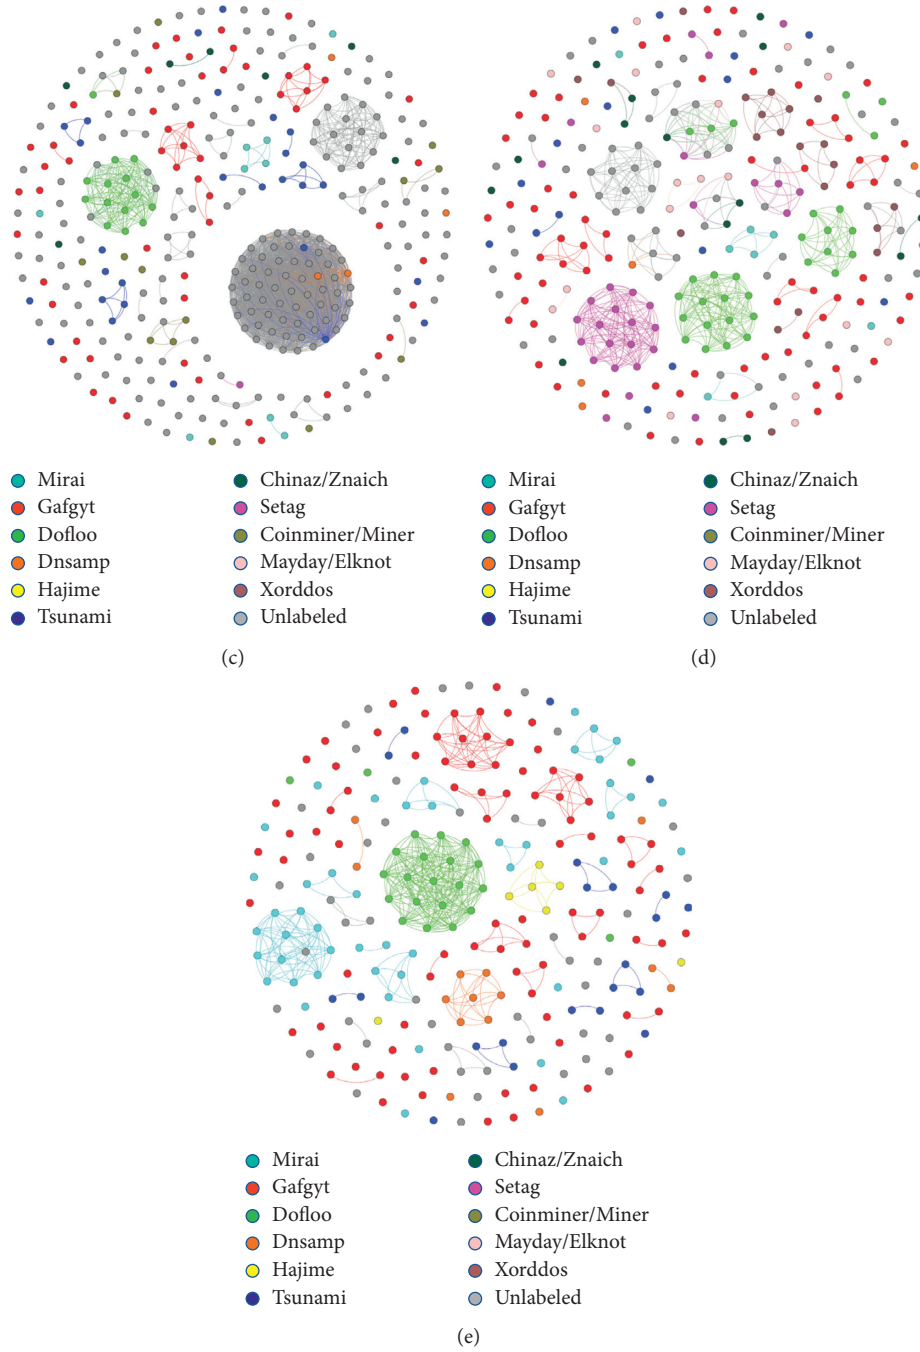 Mirai
Gafgyt
Dofloo
Dnsamp
Hajime
Tsunami
Chinaz/Znaich
Setag
Coinminer/Miner
Mayday/Elknot
Xorddos
Unlabeled
(c)
Mirai
Gafgyt
Dofloo
Dnsamp
Hajime
Tsunami
Chinaz/Znaich
Setag
Coinminer/Miner
Mayday/Elknot
Xorddos
Unlabeled
(d)
Mirai
Gafgyt
Dofloo
Dnsamp
Hajime
Tsunami
Chinaz/Znaich
Setag
Coinminer/Miner
Mayday/Elknot
Xorddos
Unlabeled
(e)